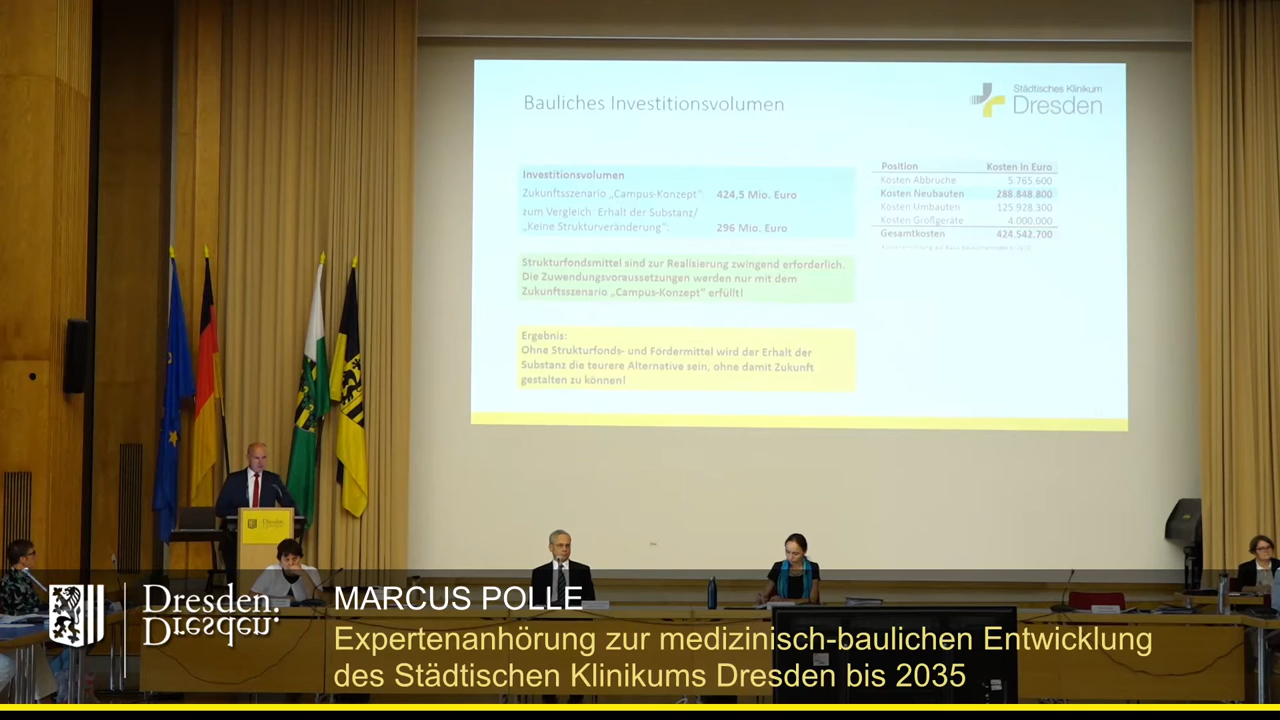 Bauliches Investitionsvolumen
Städtisches Klinikum
Dresden
Investitionsvolumen
Zukunftsszenario „Campus-Konzept“: 424,5 Mio. Euro
zum Vergleich Erhalt der Substanz/
„Keine Strukturveränderung“: 296 Mio. Euro
Strukturfondsmittel sind zur Realisierung zwingend erforderlich.
Die Zuwendungsvoraussetzungen werden nur mit dem
Zukunftsszenario „Campus-Konzept“ erfüllt!
Ergebnis:
Ohne Strukturfonds- und Fördermittel wird der Erhalt der
Substanz die teurere Alternative sein, ohne damit Zukunft
gestalten zu können!
Position Kosten in Euro
Kosten Abbrüche 5.765.600
Kosten Neubauten 288.848.800
Kosten Umbauten 125.928.300
Kosten Großgeräte 4.000.000
Gesamtkosten 424.542.700
Dresden.
Dresden.
Dresden.
MARCUS POLLE
Expertenanhörung zur medizinisch-baulichen Entwicklung
des Städtischen Klinikums Dresden bis 2035